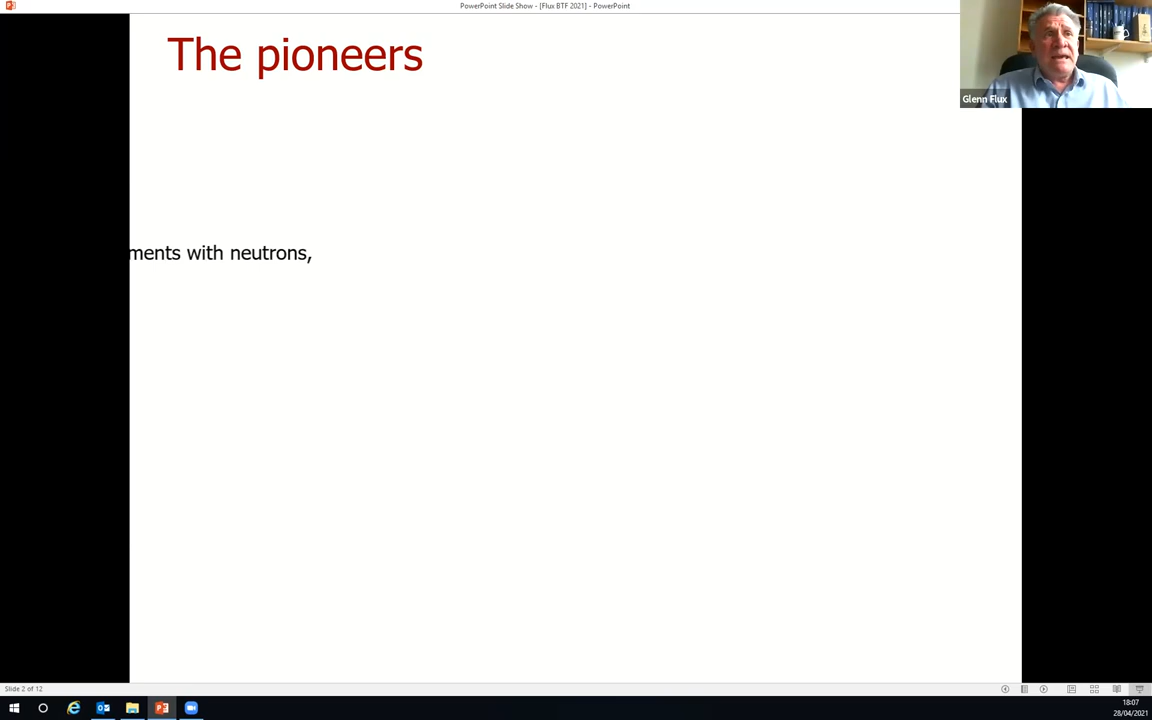 PowerPoint Slide Show - [Flux BTF 2021] - PowerPoint
The pioneers
Glenn Flux
ments with neutrons,
Slide 2 of 12
18:07
28/04/2021